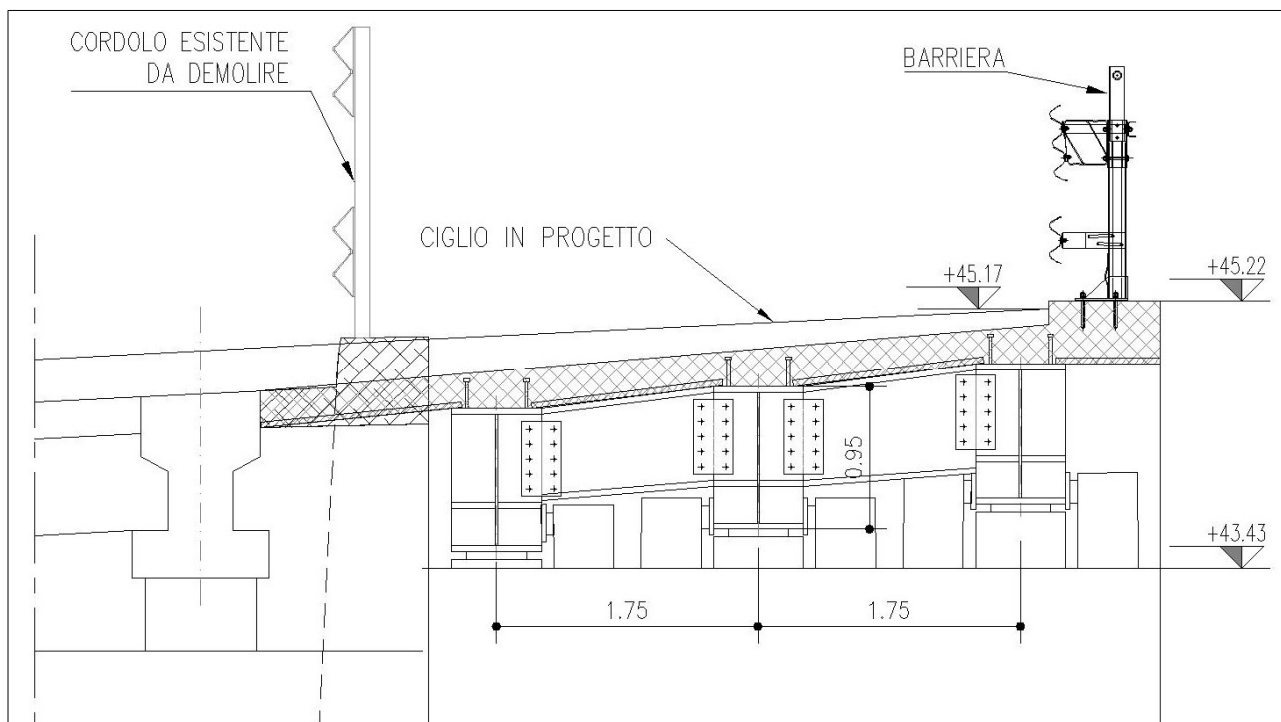 CORDOLO ESISTENTE
DA DEMOLIRE
BARRIERA
CIGLIO IN PROGETTO
+45.17
+45.22
0.95
+43.43
1.75
1.75